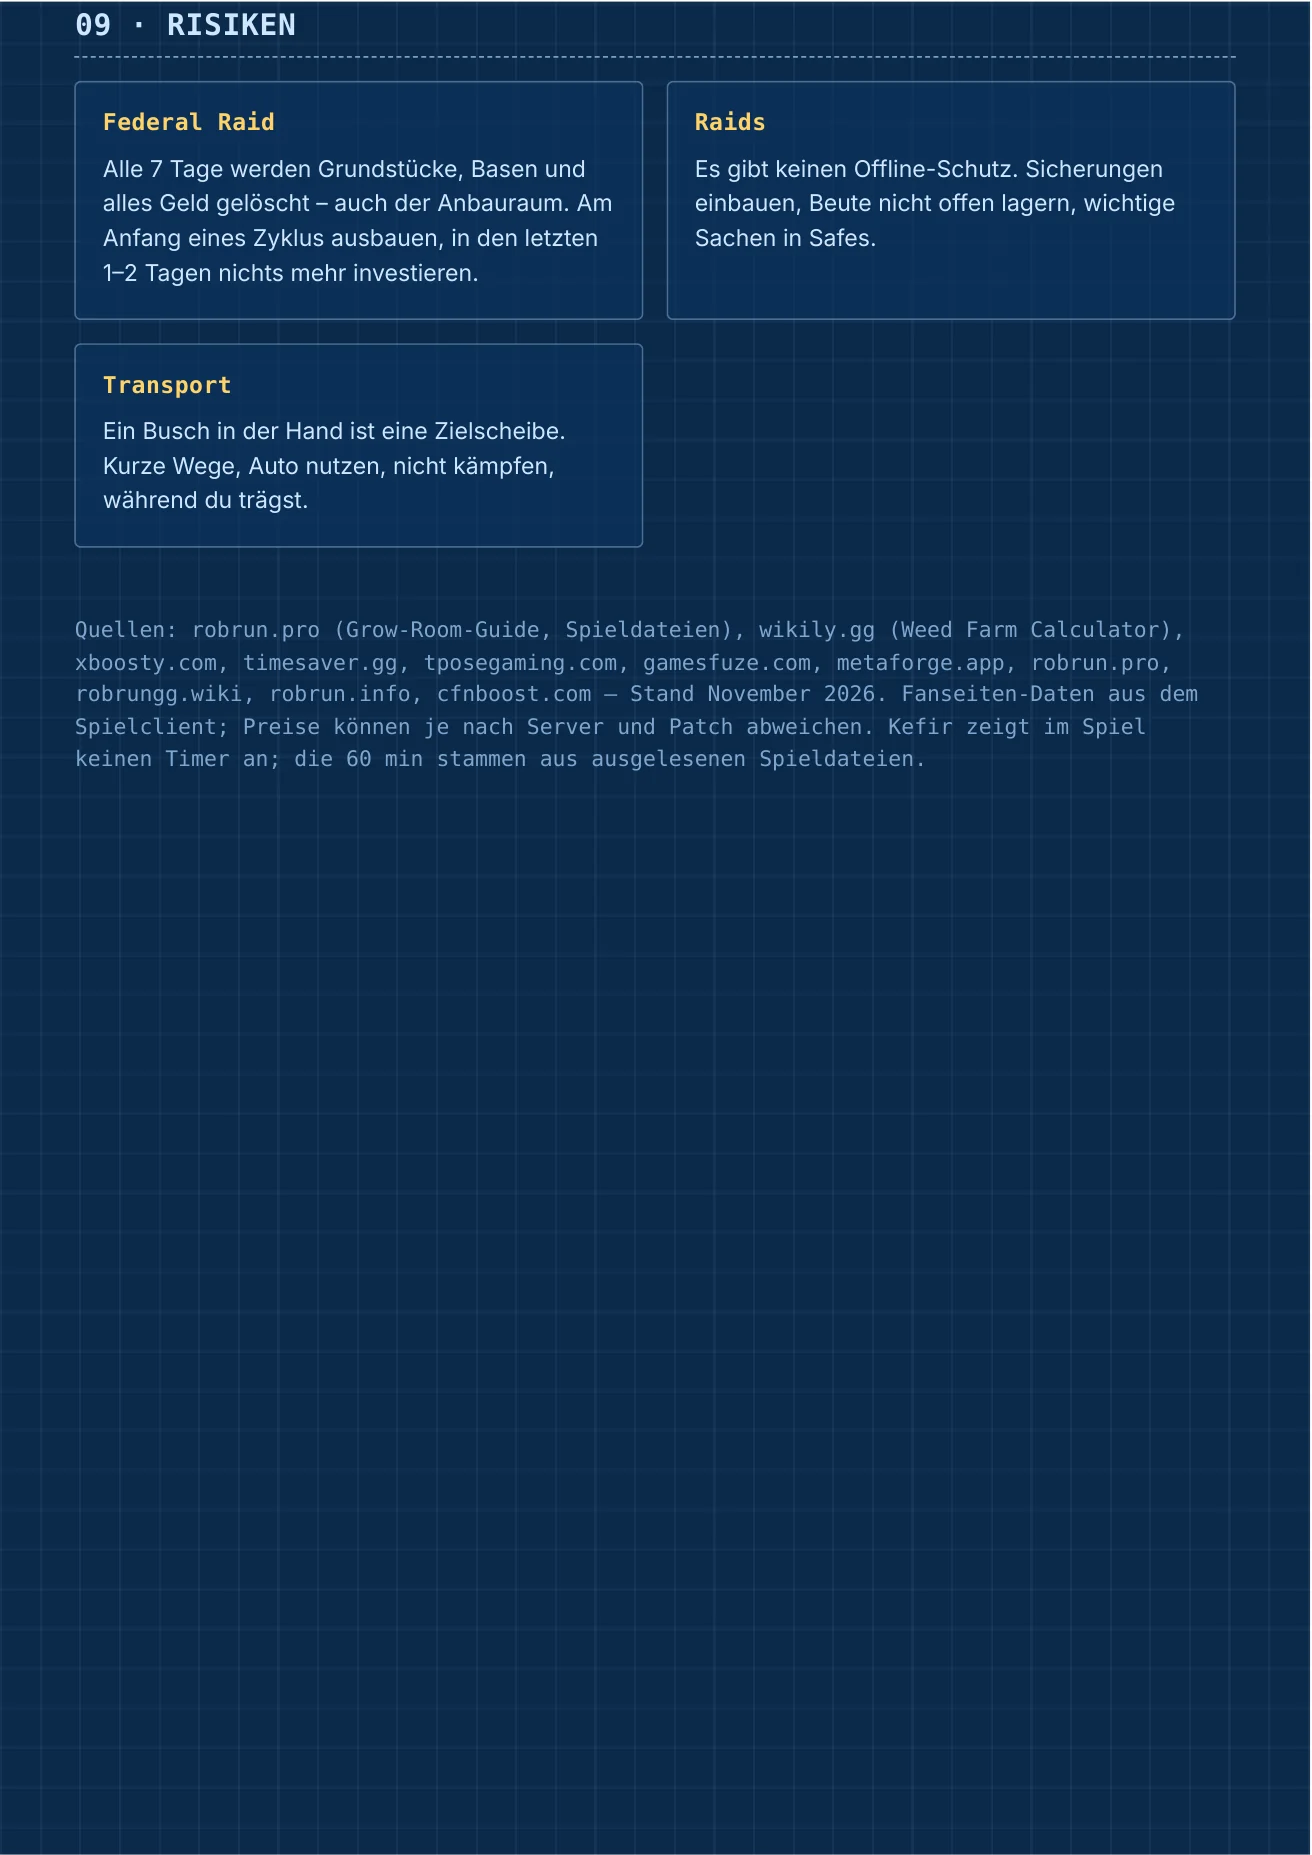 09 · RISIKEN
Federal Raid
Alle 7 Tage werden Grundstücke, Basen und
alles Geld gelöscht – auch der Anbauraum. Am
Anfang eines Zyklus ausbauen, in den letzten
1–2 Tagen nichts mehr investieren.
Raids
Es gibt keinen Offline-Schutz. Sicherungen
einbauen, Beute nicht offen lagern, wichtige
Sachen in Safes.
Transport
Ein Busch in der Hand ist eine Zielscheibe.
Kurze Wege, Auto nutzen, nicht kämpfen,
während du trägst.
Quellen: robrun.pro (Grow-Room-Guide, Spieldateien), wikily.gg (Weed Farm Calculator),
xboosty.com, timesaver.gg, tposegaming.com, gamesfuze.com, metaforge.app, robrun.pro,
robrungg.wiki, robrun.info, cfnboost.com — Stand November 2026. Fanseiten-Daten aus dem
Spielclient; Preise können je nach Server und Patch abweichen. Kefir zeigt im Spiel
keinen Timer an; die 60 min stammen aus ausgelesenen Spieldateien.